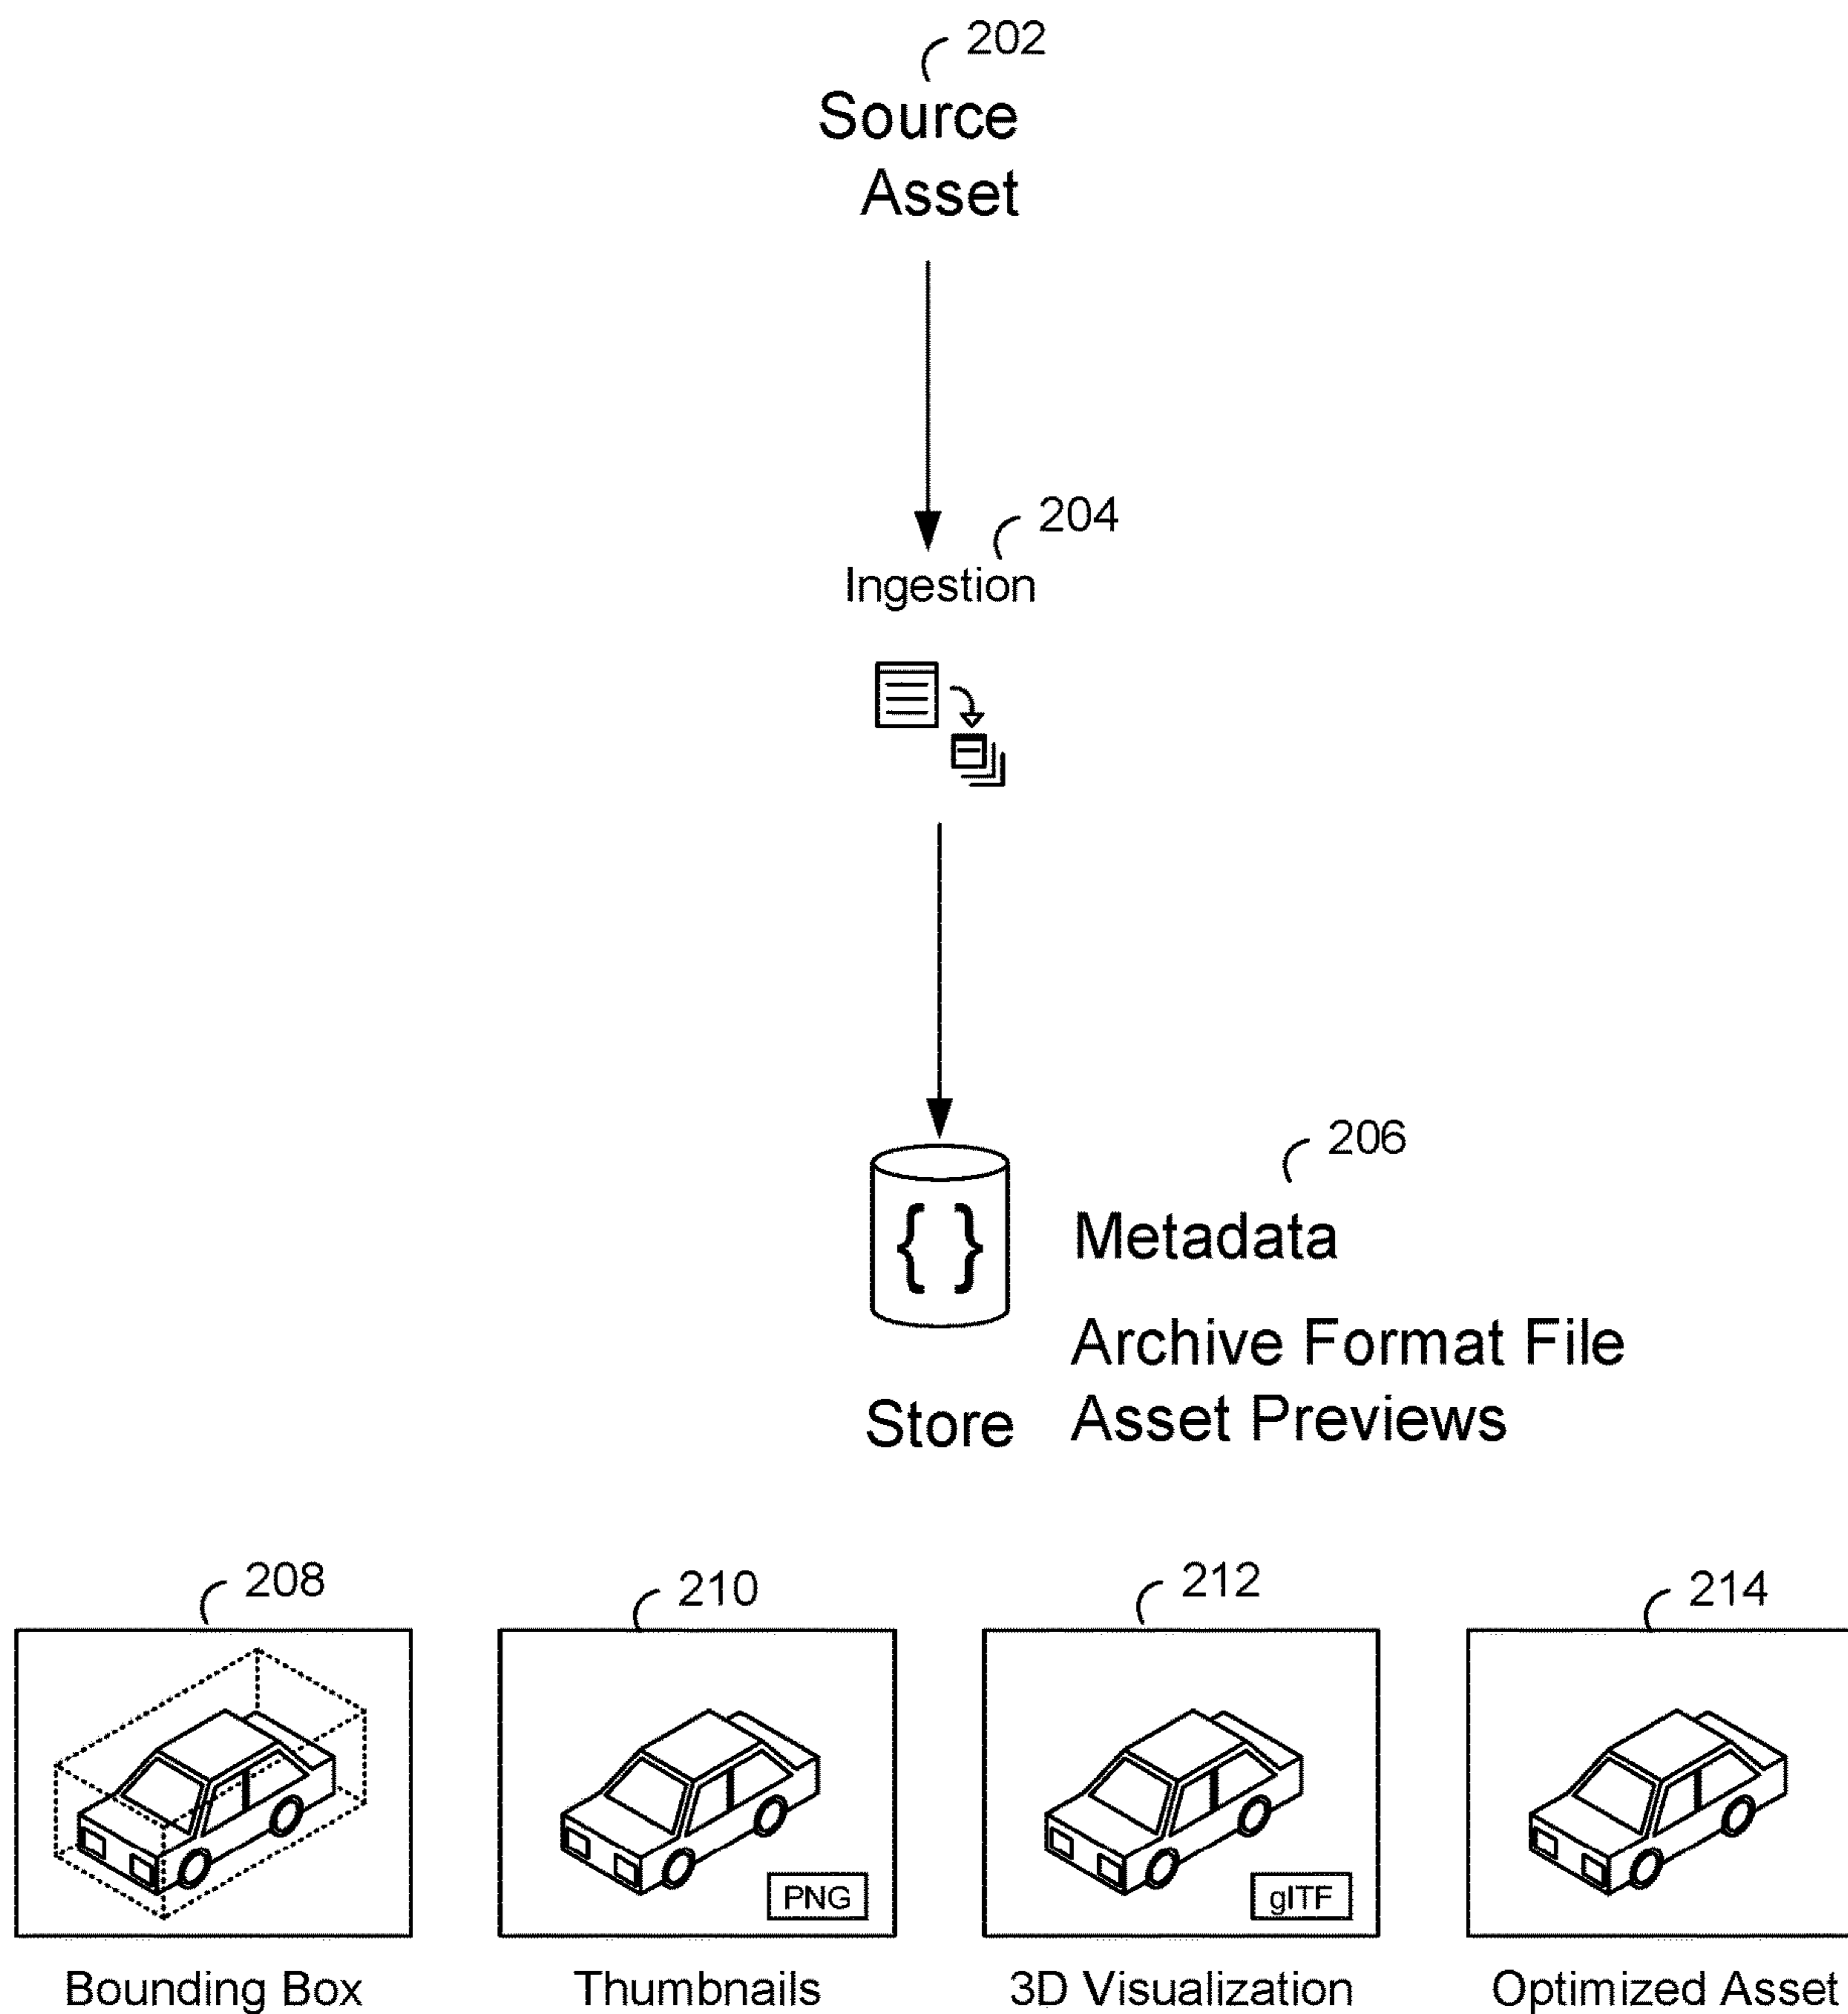 202
Source
Asset
204
Ingestion
{ }
206
Metadata
Archive Format File
Store
Asset Previews
208
210
212
214
PNG
glTF
Bounding Box
Thumbnails
3D Visualization
Optimized Asset